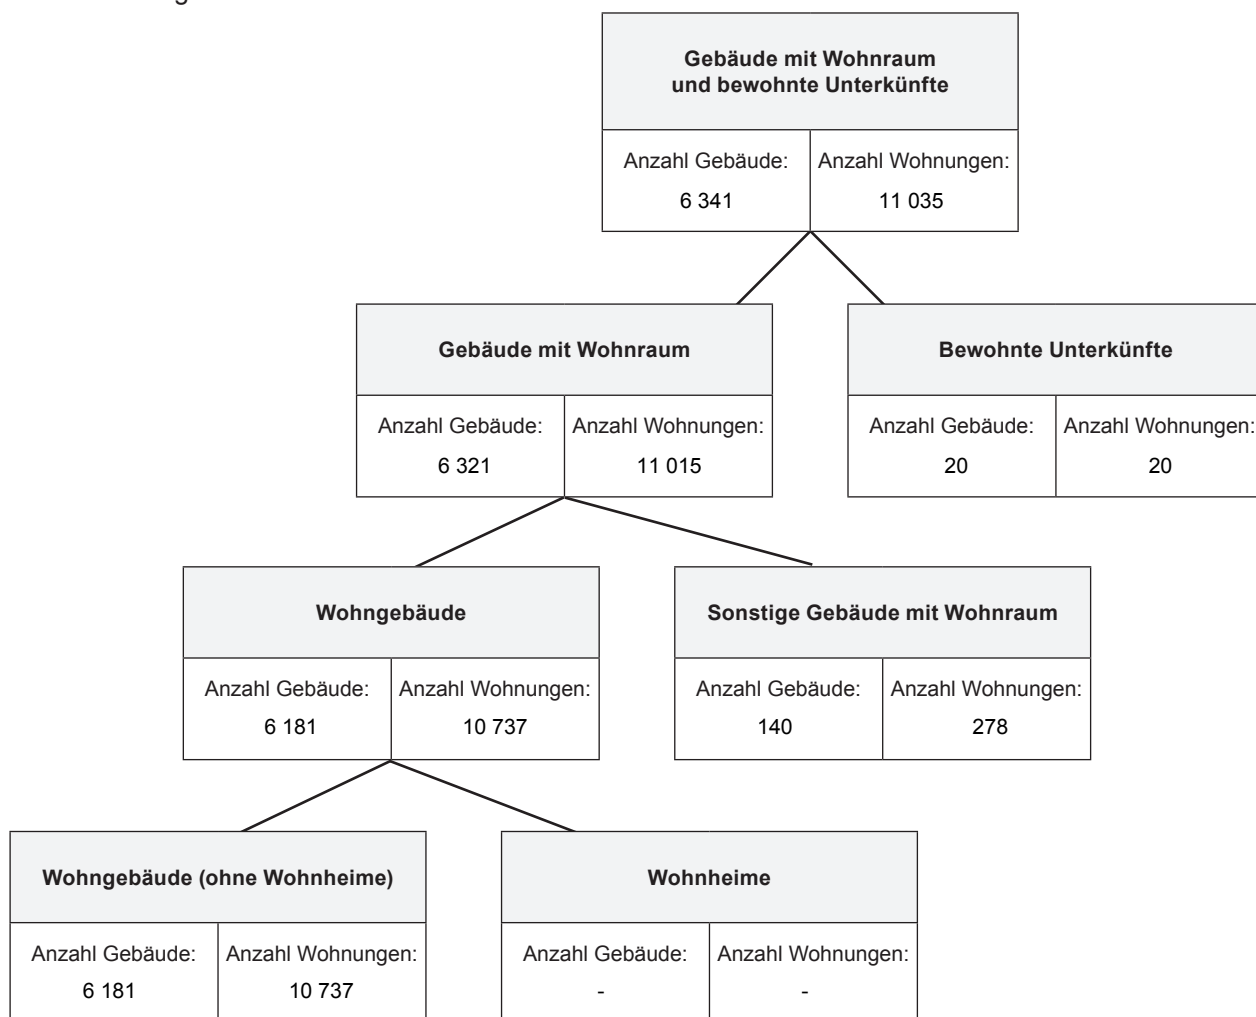 Gebäude mit Wohnraum
und bewohnte Unterkünfte
Anzahl Gebäude: Anzahl Wohnungen:
6 341 11 035
Gebäude mit Wohnraum
Bewohnte Unterkünfte
Anzahl Gebäude: Anzahl Wohnungen:
6 321 11 015
Anzahl Gebäude: Anzahl Wohnungen:
20 20
Wohngebäude
Sonstige Gebäude mit Wohnraum
Anzahl Gebäude: Anzahl Wohnungen:
6 181 10 737
Anzahl Gebäude: Anzahl Wohnungen:
140 278
Wohngebäude (ohne Wohnheime)
Wohnheime
Anzahl Gebäude: Anzahl Wohnungen:
6 181 10 737
Anzahl Gebäude: Anzahl Wohnungen:
- -